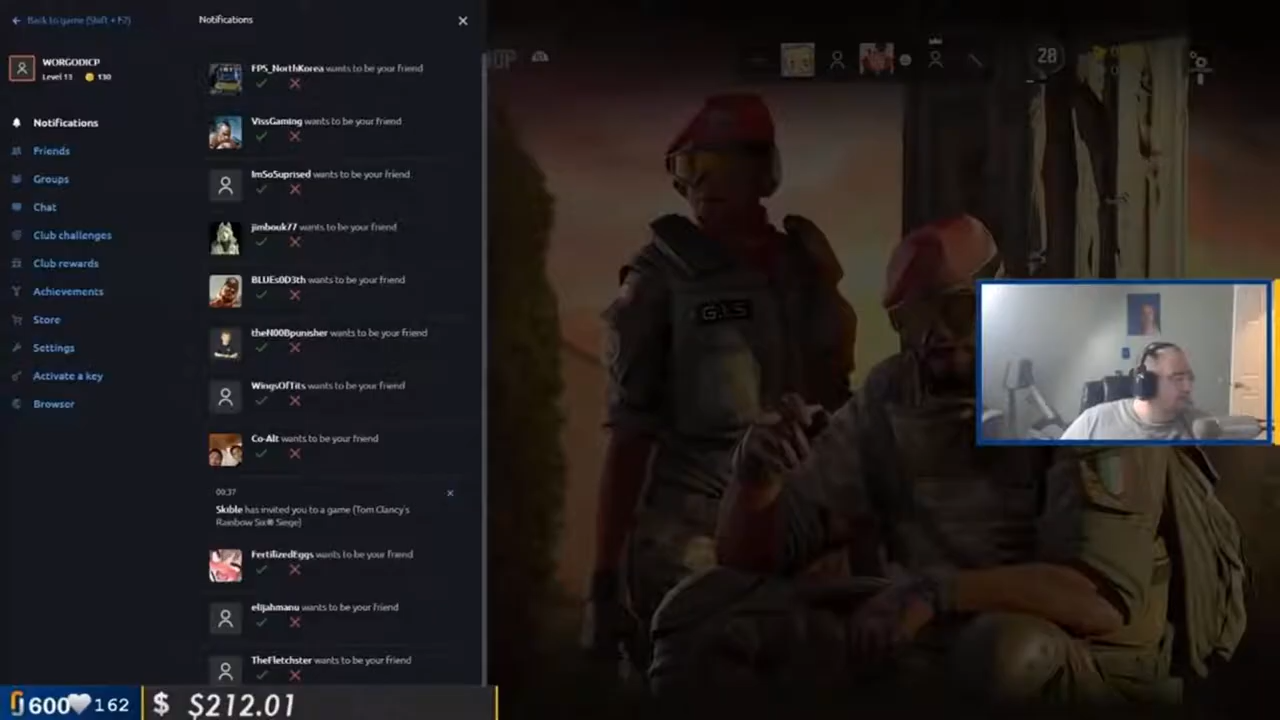 Back to game (Shift + F2)
Notifications
WORGODICP
Level 11 130
Notifications
Friends
Groups
Chat
Club challenges
Club rewards
Achievements
Store
Settings
Activate a key
Browser
FPS_NorthKorea wants to be your friend
VissGaming wants to be your friend
ImSoSuprised wants to be your friend
jimbouk77 wants to be your friend
BLUEs0D3th wants to be your friend
theN00Bpunisher wants to be your friend
WingsOfTits wants to be your friend
Co-Alt wants to be your friend
00:37
Skible has invited you to a game (Tom Clancy's
Rainbow Six® Siege)
FertilizedEggs wants to be your friend
elijahmanu wants to be your friend
TheFletchster wants to be your friend
28
G.I.S
600 162
$ $212.01